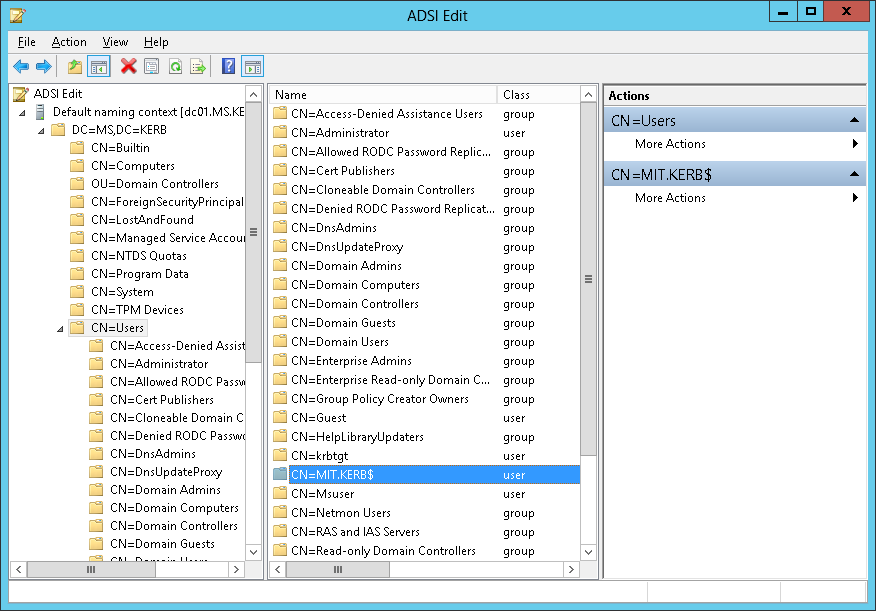 ADSI Edit
File Action View Help
ADSI Edit
Default naming context [dc01.MS.KE
DC=MS,DC=KERB
CN=Builtin
CN=Computers
OU=Domain Controllers
CN=ForeignSecurityPrincipal
CN=LostAndFound
CN=Managed Service Accour
CN=NTDS Quotas
CN=Program Data
CN=System
CN=TPM Devices
CN=Users
CN=Access-Denied Assist
CN=Administrator
CN=Allowed RODC Passw
CN=Cert Publishers
CN=Cloneable Domain C
CN=Denied RODC Passwo
CN=DnsAdmins
CN=DnsUpdateProxy
CN=Domain Admins
CN=Domain Computers
CN=Domain Controllers
CN=Domain Guests
CN=Domain Users
Name Class
CN=Access-Denied Assistance Users group
CN=Administrator user
CN=Allowed RODC Password Replic... group
CN=Cert Publishers group
CN=Cloneable Domain Controllers group
CN=Denied RODC Password Replicat... group
CN=DnsAdmins group
CN=DnsUpdateProxy group
CN=Domain Admins group
CN=Domain Computers group
CN=Domain Controllers group
CN=Domain Guests group
CN=Domain Users group
CN=Enterprise Admins group
CN=Enterprise Read-only Domain C... group
CN=Group Policy Creator Owners group
CN=Guest user
CN=HelpLibraryUpdaters group
CN=krbtgt user
CN=MIT.KERB$ user
CN=Msuser user
CN=Netmon Users group
CN=RAS and IAS Servers group
CN=Read-only Domain Controllers group
Actions
CN=Users
More Actions
CN=MIT.KERB$
More Actions